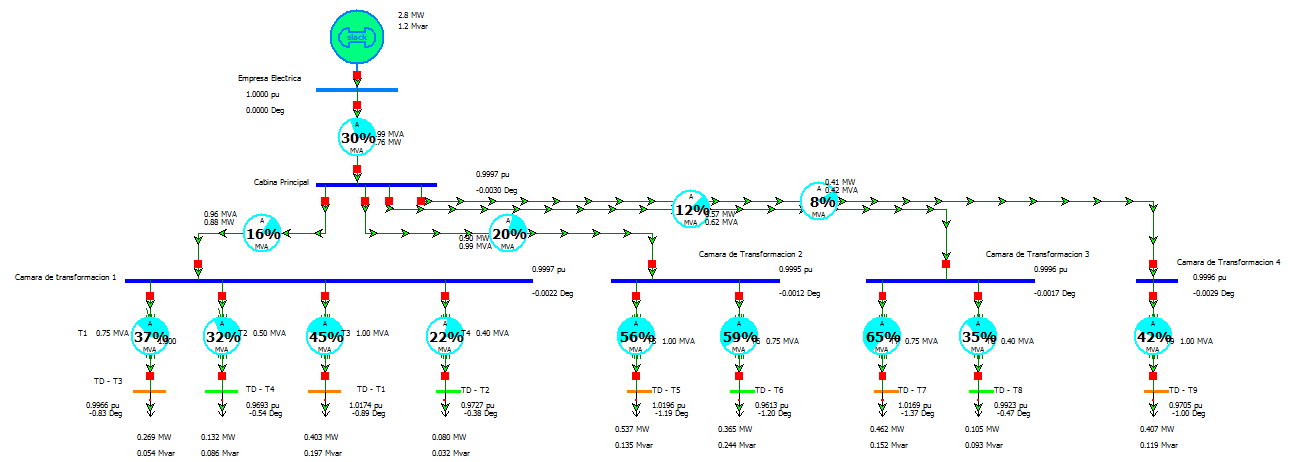 2.8 MW
1.2 Mvar
slack
Empresa Electrica
1.0000 pu
0.0000 Deg
A
30%
MVA
.99 MVA
.76 MW
Cabina Principal
0.9997 pu
-0.0030 Deg
0.96 MVA
0.88 MW
A
16%
MVA
0.90 MW
0.99 MVA
A
20%
MVA
A
12%
MVA
0.57 MW
0.62 MVA
A
8%
MVA
0.41 MW
0.42 MVA
Camara de transformacion 1
0.9997 pu
-0.0022 Deg
Camara de Transformacion 2
0.9995 pu
-0.0012 Deg
Camara de Transformacion 3
0.9996 pu
-0.0017 Deg
Camara de Transformacion 4
0.9996 pu
-0.0029 Deg
T1 0.75 MVA
A
37%
MVA
A
32%
MVA
T2 0.50 MVA
A
45%
MVA
T3 1.00 MVA
A
22%
MVA
T4 0.40 MVA
A
56%
MVA
1.00 MVA
A
59%
MVA
0.75 MVA
A
65%
MVA
0.75 MVA
A
35%
MVA
0.40 MVA
A
42%
MVA
1.00 MVA
TD - T3
TD - T4
TD - T1
TD - T2
TD - T5
TD - T6
TD - T7
TD - T8
TD - T9
0.9966 pu
-0.83 Deg
0.9693 pu
-0.54 Deg
1.0174 pu
-0.89 Deg
0.9727 pu
-0.38 Deg
1.0196 pu
-1.19 Deg
0.9613 pu
-1.20 Deg
1.0169 pu
-1.37 Deg
0.9923 pu
-0.47 Deg
0.9705 pu
-1.00 Deg
0.269 MW
0.054 Mvar
0.132 MW
0.086 Mvar
0.403 MW
0.197 Mvar
0.080 MW
0.032 Mvar
0.537 MW
0.135 Mvar
0.365 MW
0.244 Mvar
0.462 MW
0.152 Mvar
0.105 MW
0.093 Mvar
0.407 MW
0.119 Mvar